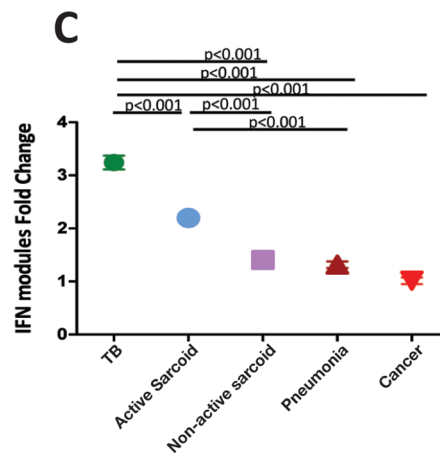 C
p<0.001
p<0.001
p<0.001
p<0.001 p<0.001
p<0.001
IFN modules Fold Change
4
3
2
1
0
TB
Active Sarcoid
Non-active sarcoid
Pneumonia
Cancer